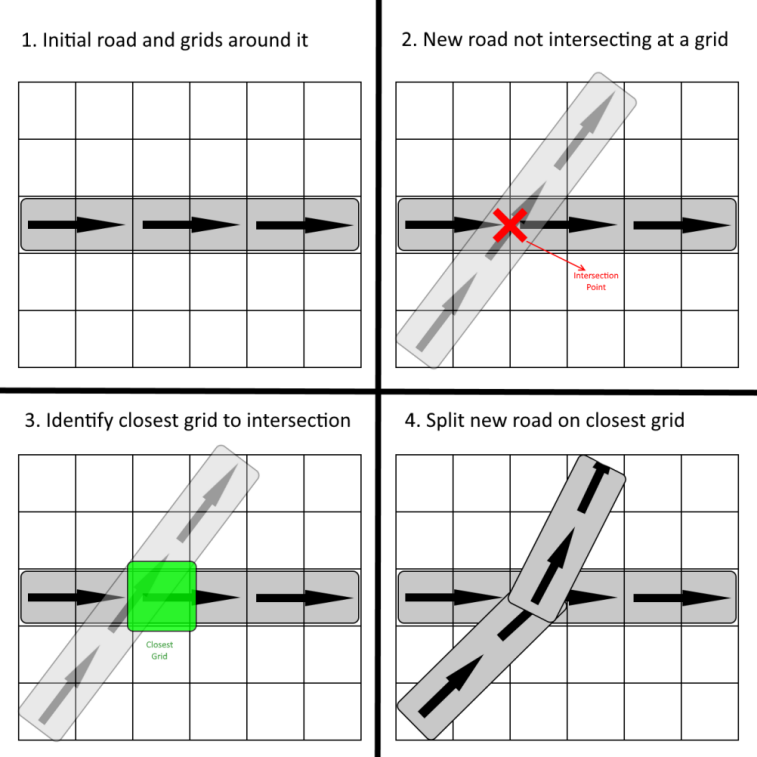 1. Initial road and grids around it
2. New road not intersecting at a grid
Intersection
Point
3. Identify closest grid to intersection
4. Split new road on closest grid
Closest
Grid